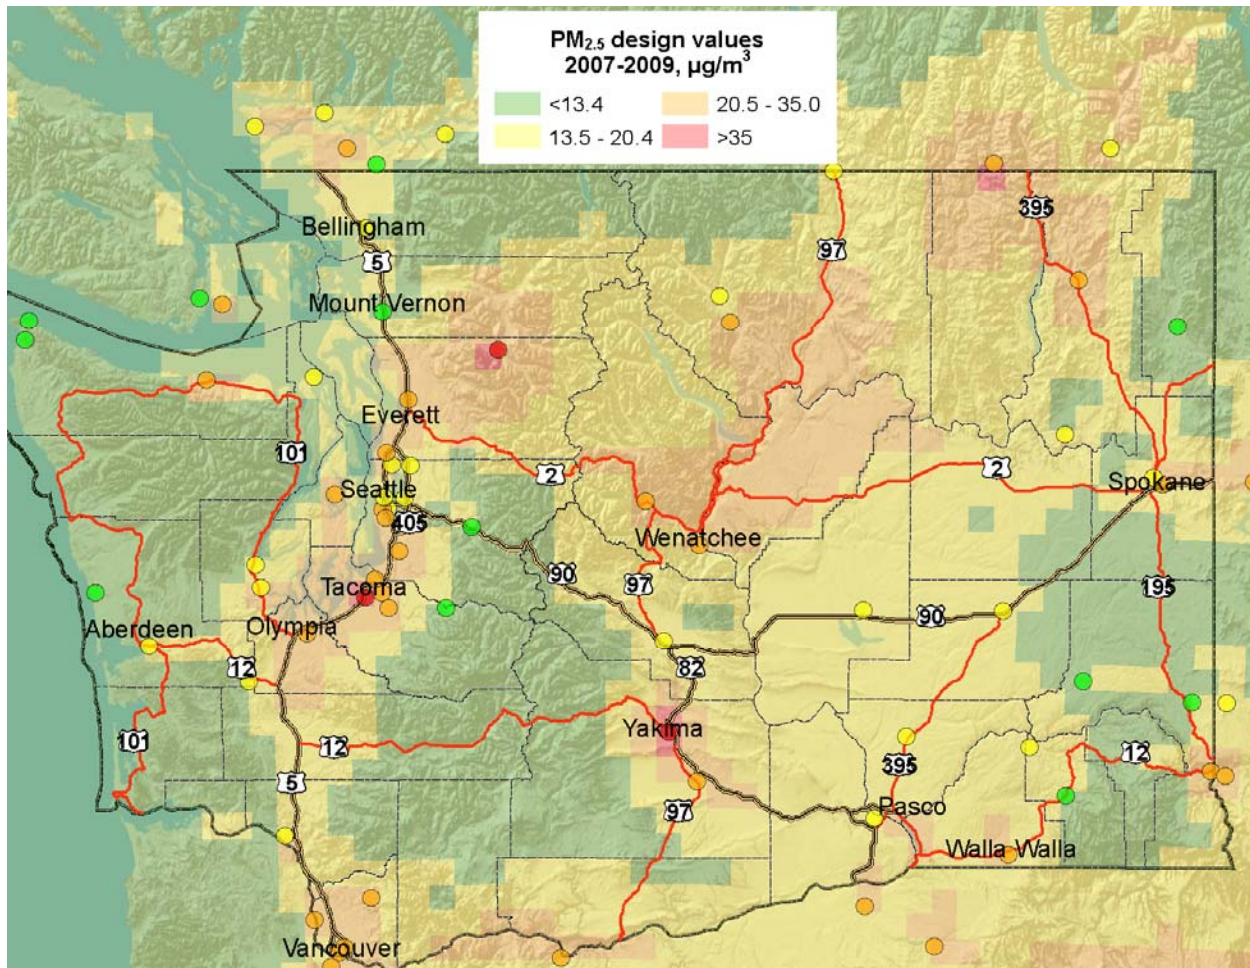 PM2.5 design values
2007-2009, µg/m3
<13.4
20.5 - 35.0
13.5 - 20.4
>35
395
Bellingham
97
5
Mount Vernon
Everett
101
2
2
Seattle
Spokane
405
Wenatchee
90
97
Tacoma
195
90
Aberdeen
Olympia
12
82
Yakima
101
12
12
5
395
97
Pasco
Walla Walla
Vancouver